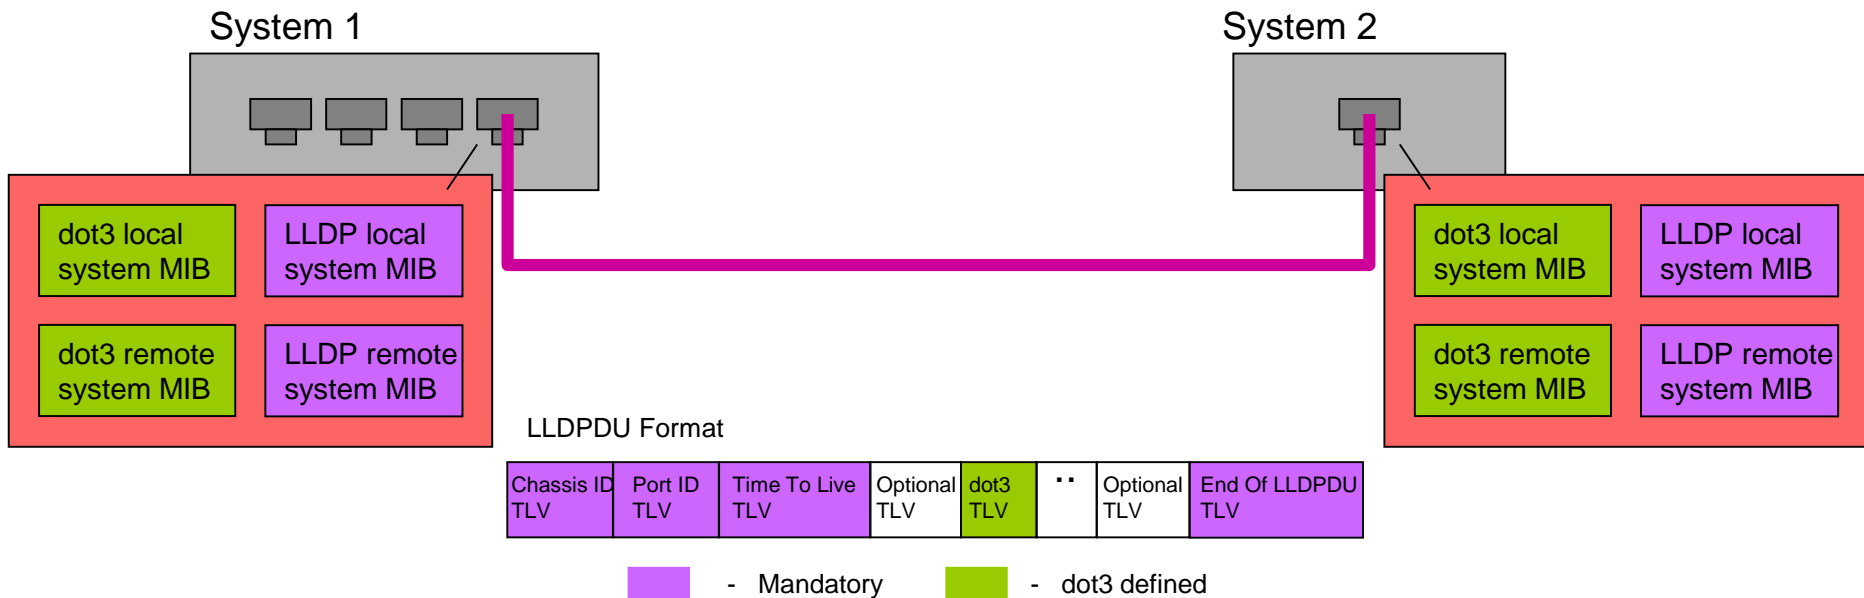 System 1
System 2
dot3 local
system MIB
LLDP local
system MIB
dot3 remote
system MIB
LLDP remote
system MIB
dot3 local
system MIB
LLDP local
system MIB
dot3 remote
system MIB
LLDP remote
system MIB
LLDPDU Format
Chassis ID
TLV
Port ID
TLV
Time To Live
TLV
Optional
TLV
dot3
TLV
..
Optional
TLV
End Of LLDPDU
TLV
- Mandatory
- dot3 defined